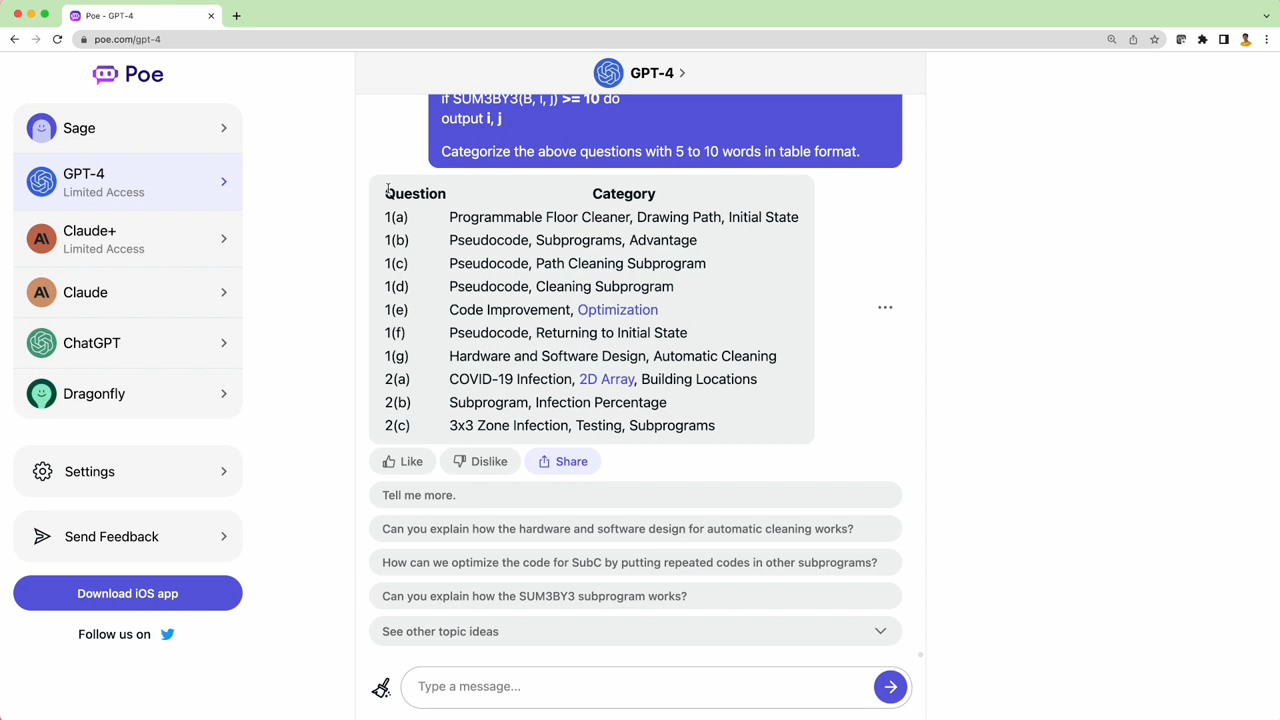 Poe - GPT-4
poe.com/gpt-4
Poe
Sage
GPT-4
Limited Access
Claude+
Limited Access
Claude
ChatGPT
Dragonfly
Settings
Send Feedback
Download iOS app
Follow us on
GPT-4
if SUM3BY3(B, i, j) >= 10 do
output i, j
Categorize the above questions with 5 to 10 words in table format.
Question Category
1(a) Programmable Floor Cleaner, Drawing Path, Initial State
1(b) Pseudocode, Subprograms, Advantage
1(c) Pseudocode, Path Cleaning Subprogram
1(d) Pseudocode, Cleaning Subprogram
1(e) Code Improvement, Optimization
1(f) Pseudocode, Returning to Initial State
1(g) Hardware and Software Design, Automatic Cleaning
2(a) COVID-19 Infection, 2D Array, Building Locations
2(b) Subprogram, Infection Percentage
2(c) 3x3 Zone Infection, Testing, Subprograms
Like Dislike Share
Tell me more.
Can you explain how the hardware and software design for automatic cleaning works?
How can we optimize the code for SubC by putting repeated codes in other subprograms?
Can you explain how the SUM3BY3 subprogram works?
See other topic ideas
Type a message...